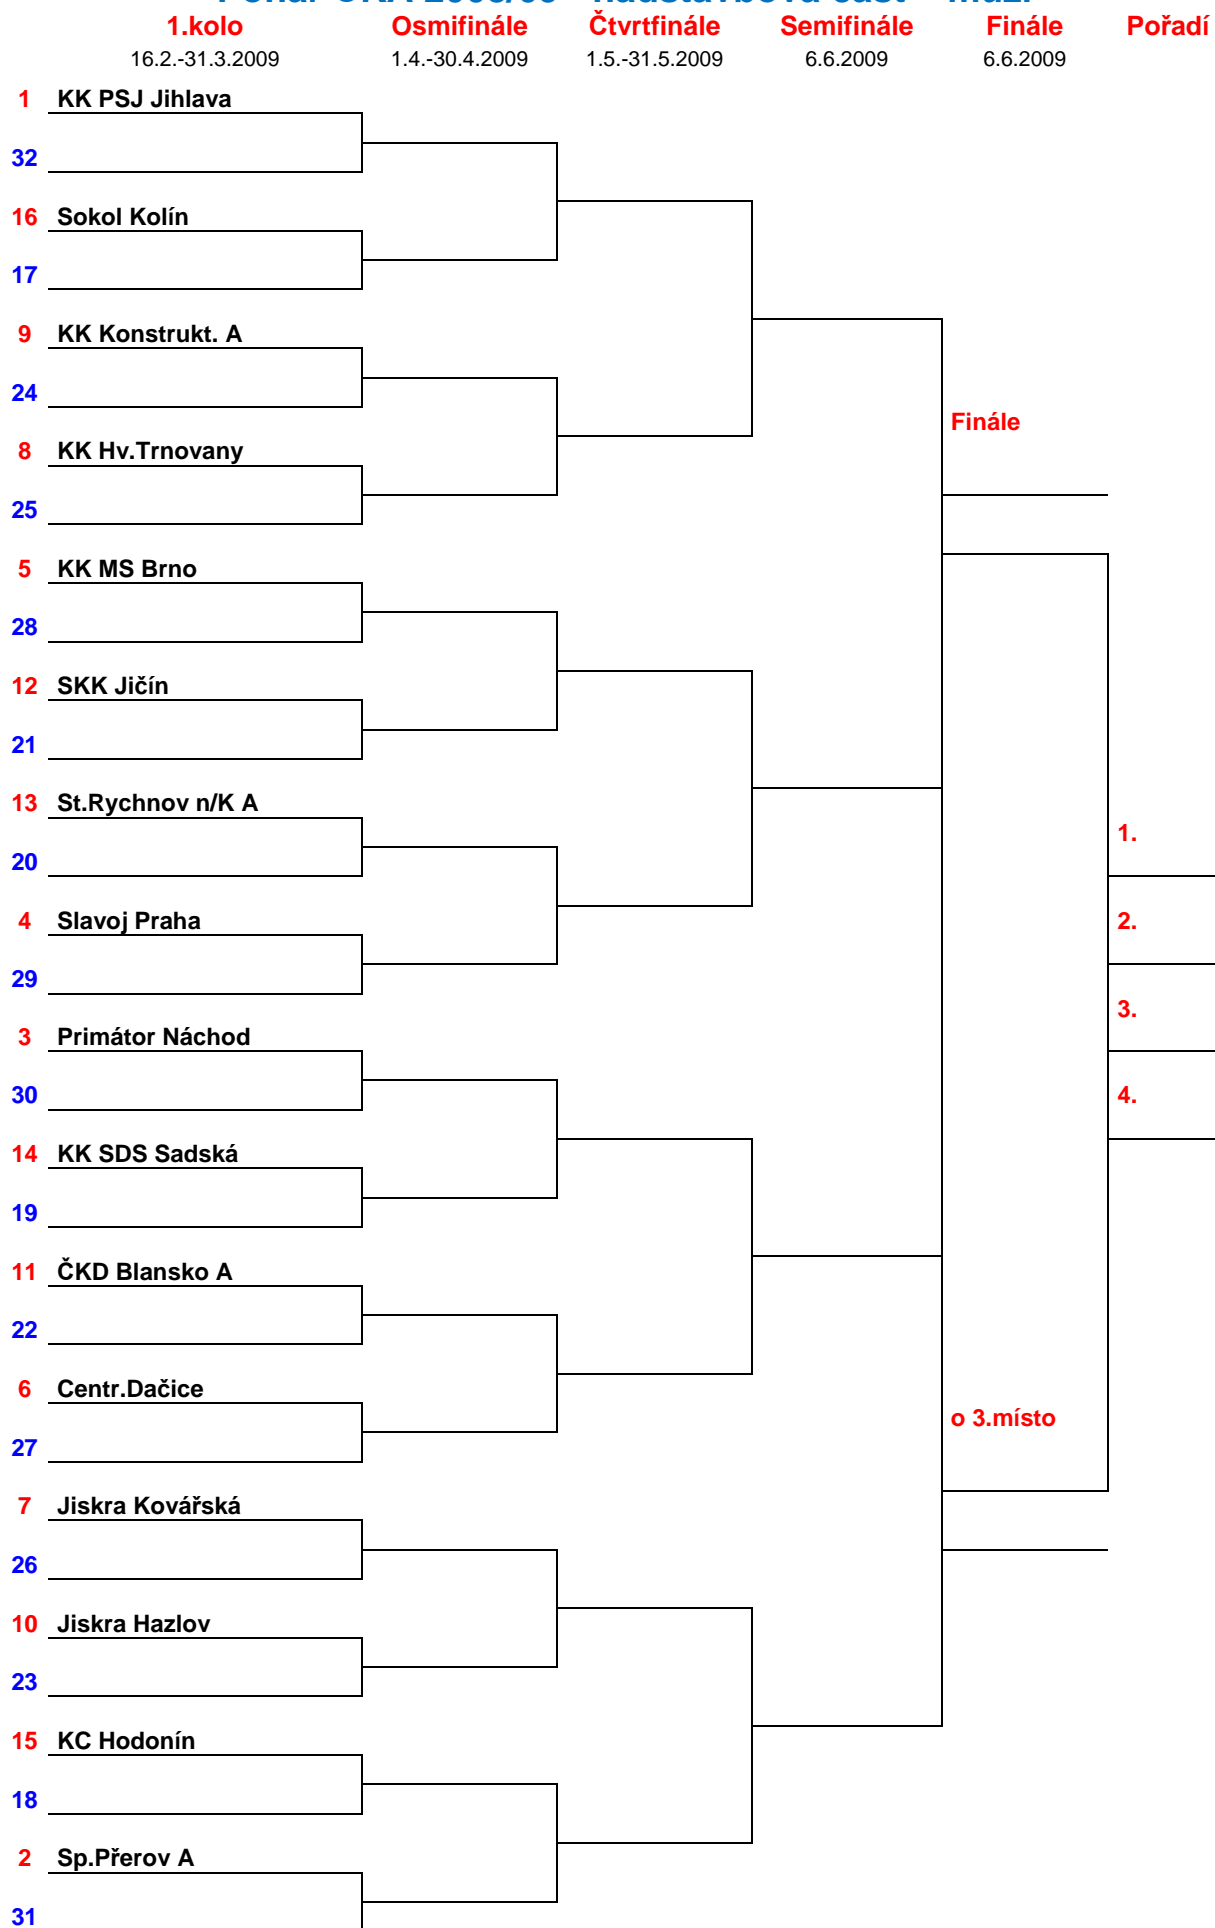 1.kolo Osmifinále Čtvrtfinále Semifinále Finále Pořadí
16.2.-31.3.2009 1.4.-30.4.2009 1.5.-31.5.2009 6.6.2009 6.6.2009
1 KK PSJ Jihlava
32
16 Sokol Kolín
17
9 KK Konstrukt. A
24
Finále
8 KK Hv.Trnovany
25
5 KK MS Brno
28
12 SKK Jičín
21
13 St.Rychnov n/K A
1.
20
4 Slavoj Praha 2.
29
3.
3 Primátor Náchod
30 4.
14 KK SDS Sadská
19
11 ČKD Blansko A
22
6 Centr.Dačice
o 3.místo
27
7 Jiskra Kovářská
26
10 Jiskra Hazlov
23
15 KC Hodonín
18
2 Sp.Přerov A
31